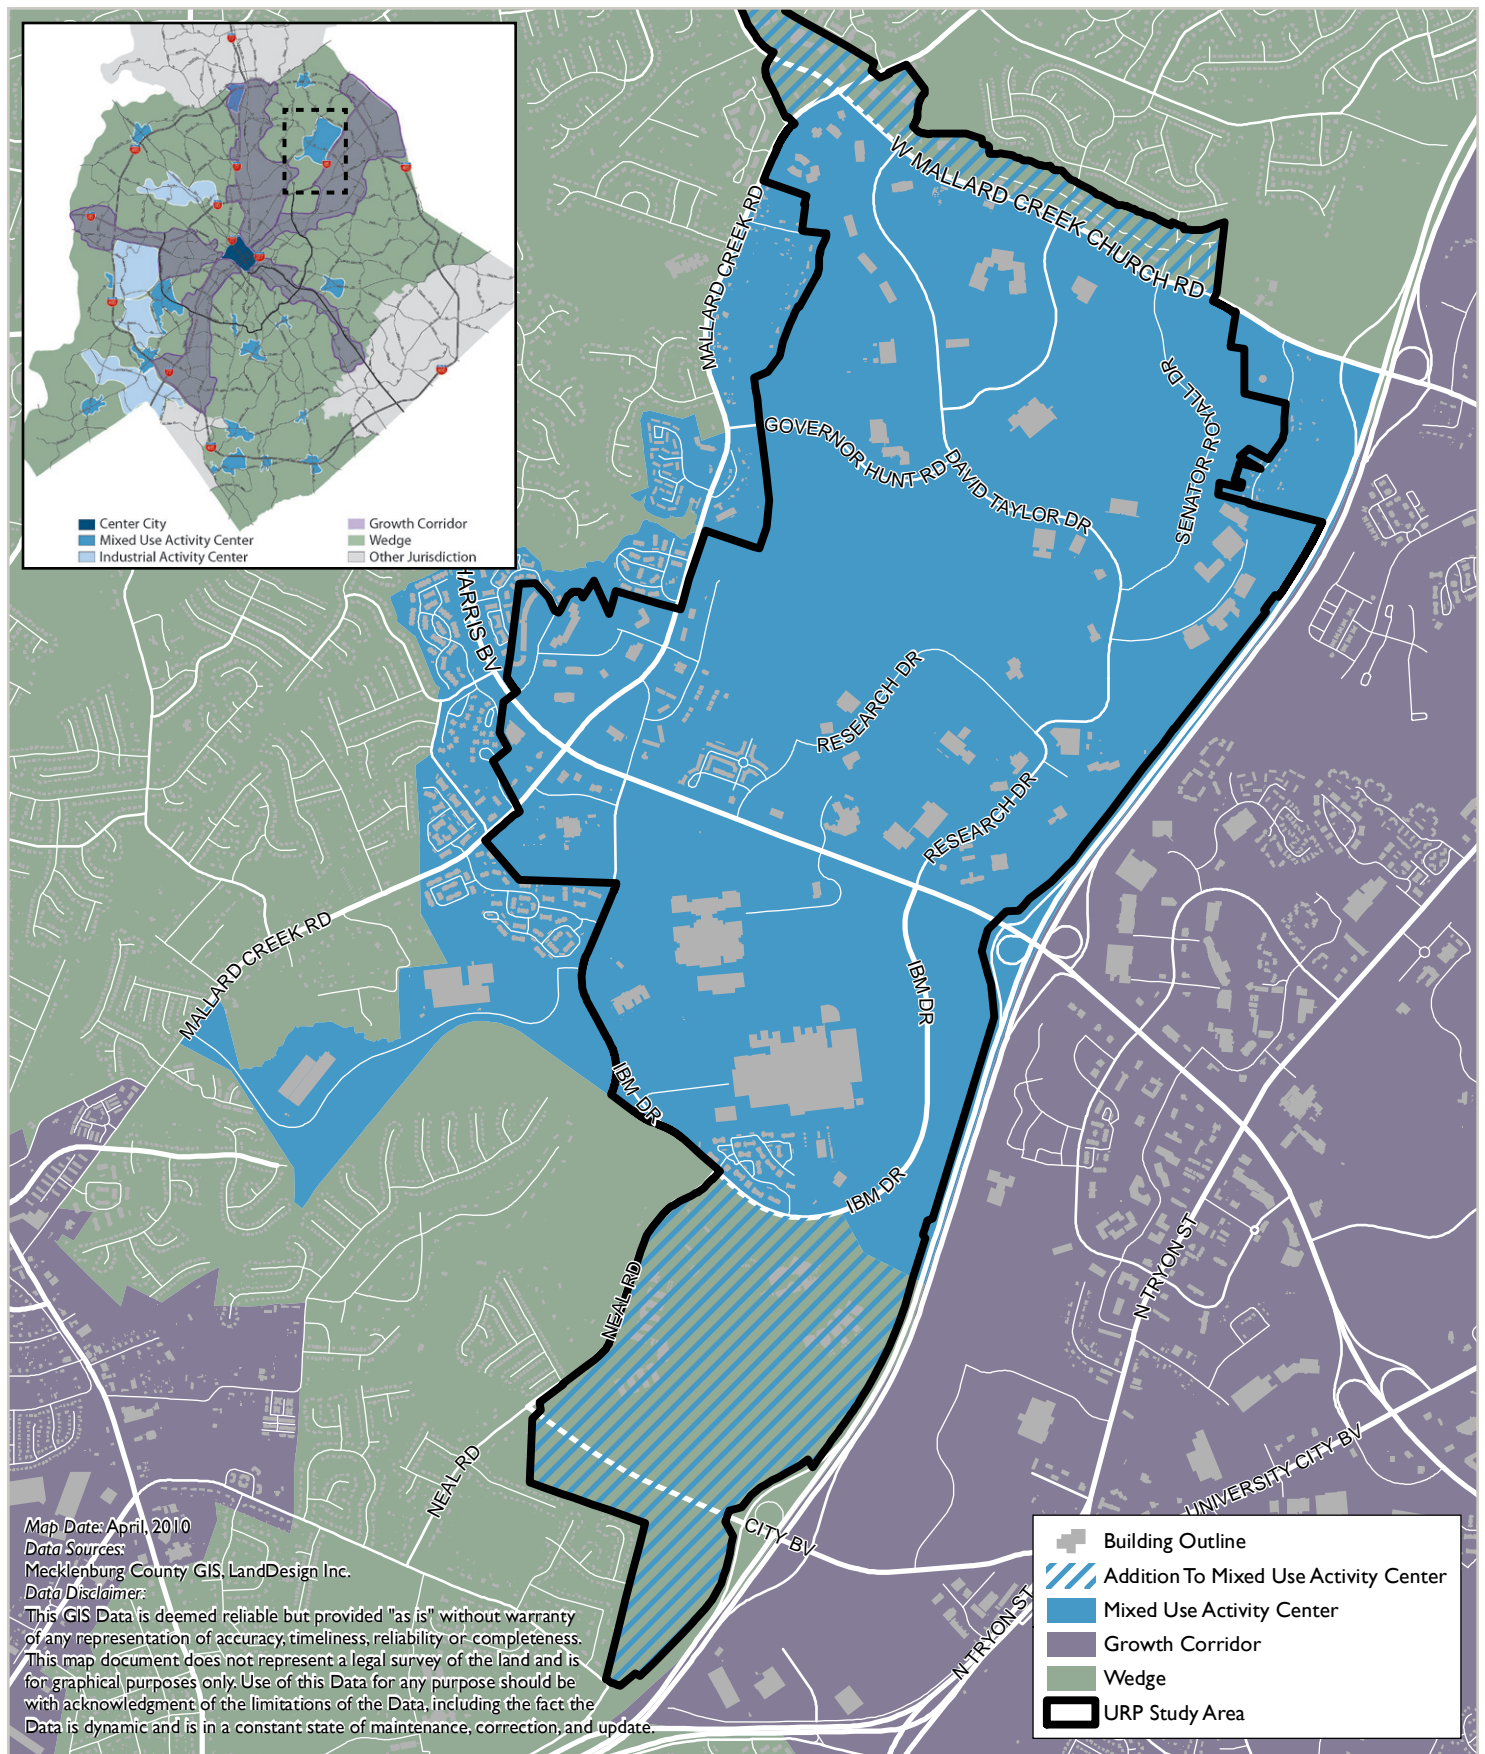 Center City
Mixed Use Activity Center
Industrial Activity Center
Growth Corridor
Wedge
Other Jurisdiction
W MALLARD CREEK CHURCH RD
MALLARD CREEK RD
GOVERNOR HUNT RD
DAVID TAYLOR DR
SENATOR ROYALL DR
HARRIS BV
RESEARCH DR
RESEARCH DR
MALLARD CREEK RD
IBM DR
IBM DR
IBM DR
NEAL RD
NEAL RD
N TRYON ST
UNIVERSITY CITY BV
CITY BV
N TRYON ST
Map Date: April, 2010
Data Sources:
Mecklenburg County GIS, LandDesign Inc.
Data Disclaimer:
This GIS Data is deemed reliable but provided "as is" without warranty
of any representation of accuracy, timeliness, reliability or completeness.
This map document does not represent a legal survey of the land and is
for graphical purposes only. Use of this Data for any purpose should be
with acknowledgment of the limitations of the Data, including the fact the
Data is dynamic and is in a constant state of maintenance, correction, and update.
Building Outline
Addition To Mixed Use Activity Center
Mixed Use Activity Center
Growth Corridor
Wedge
URP Study Area